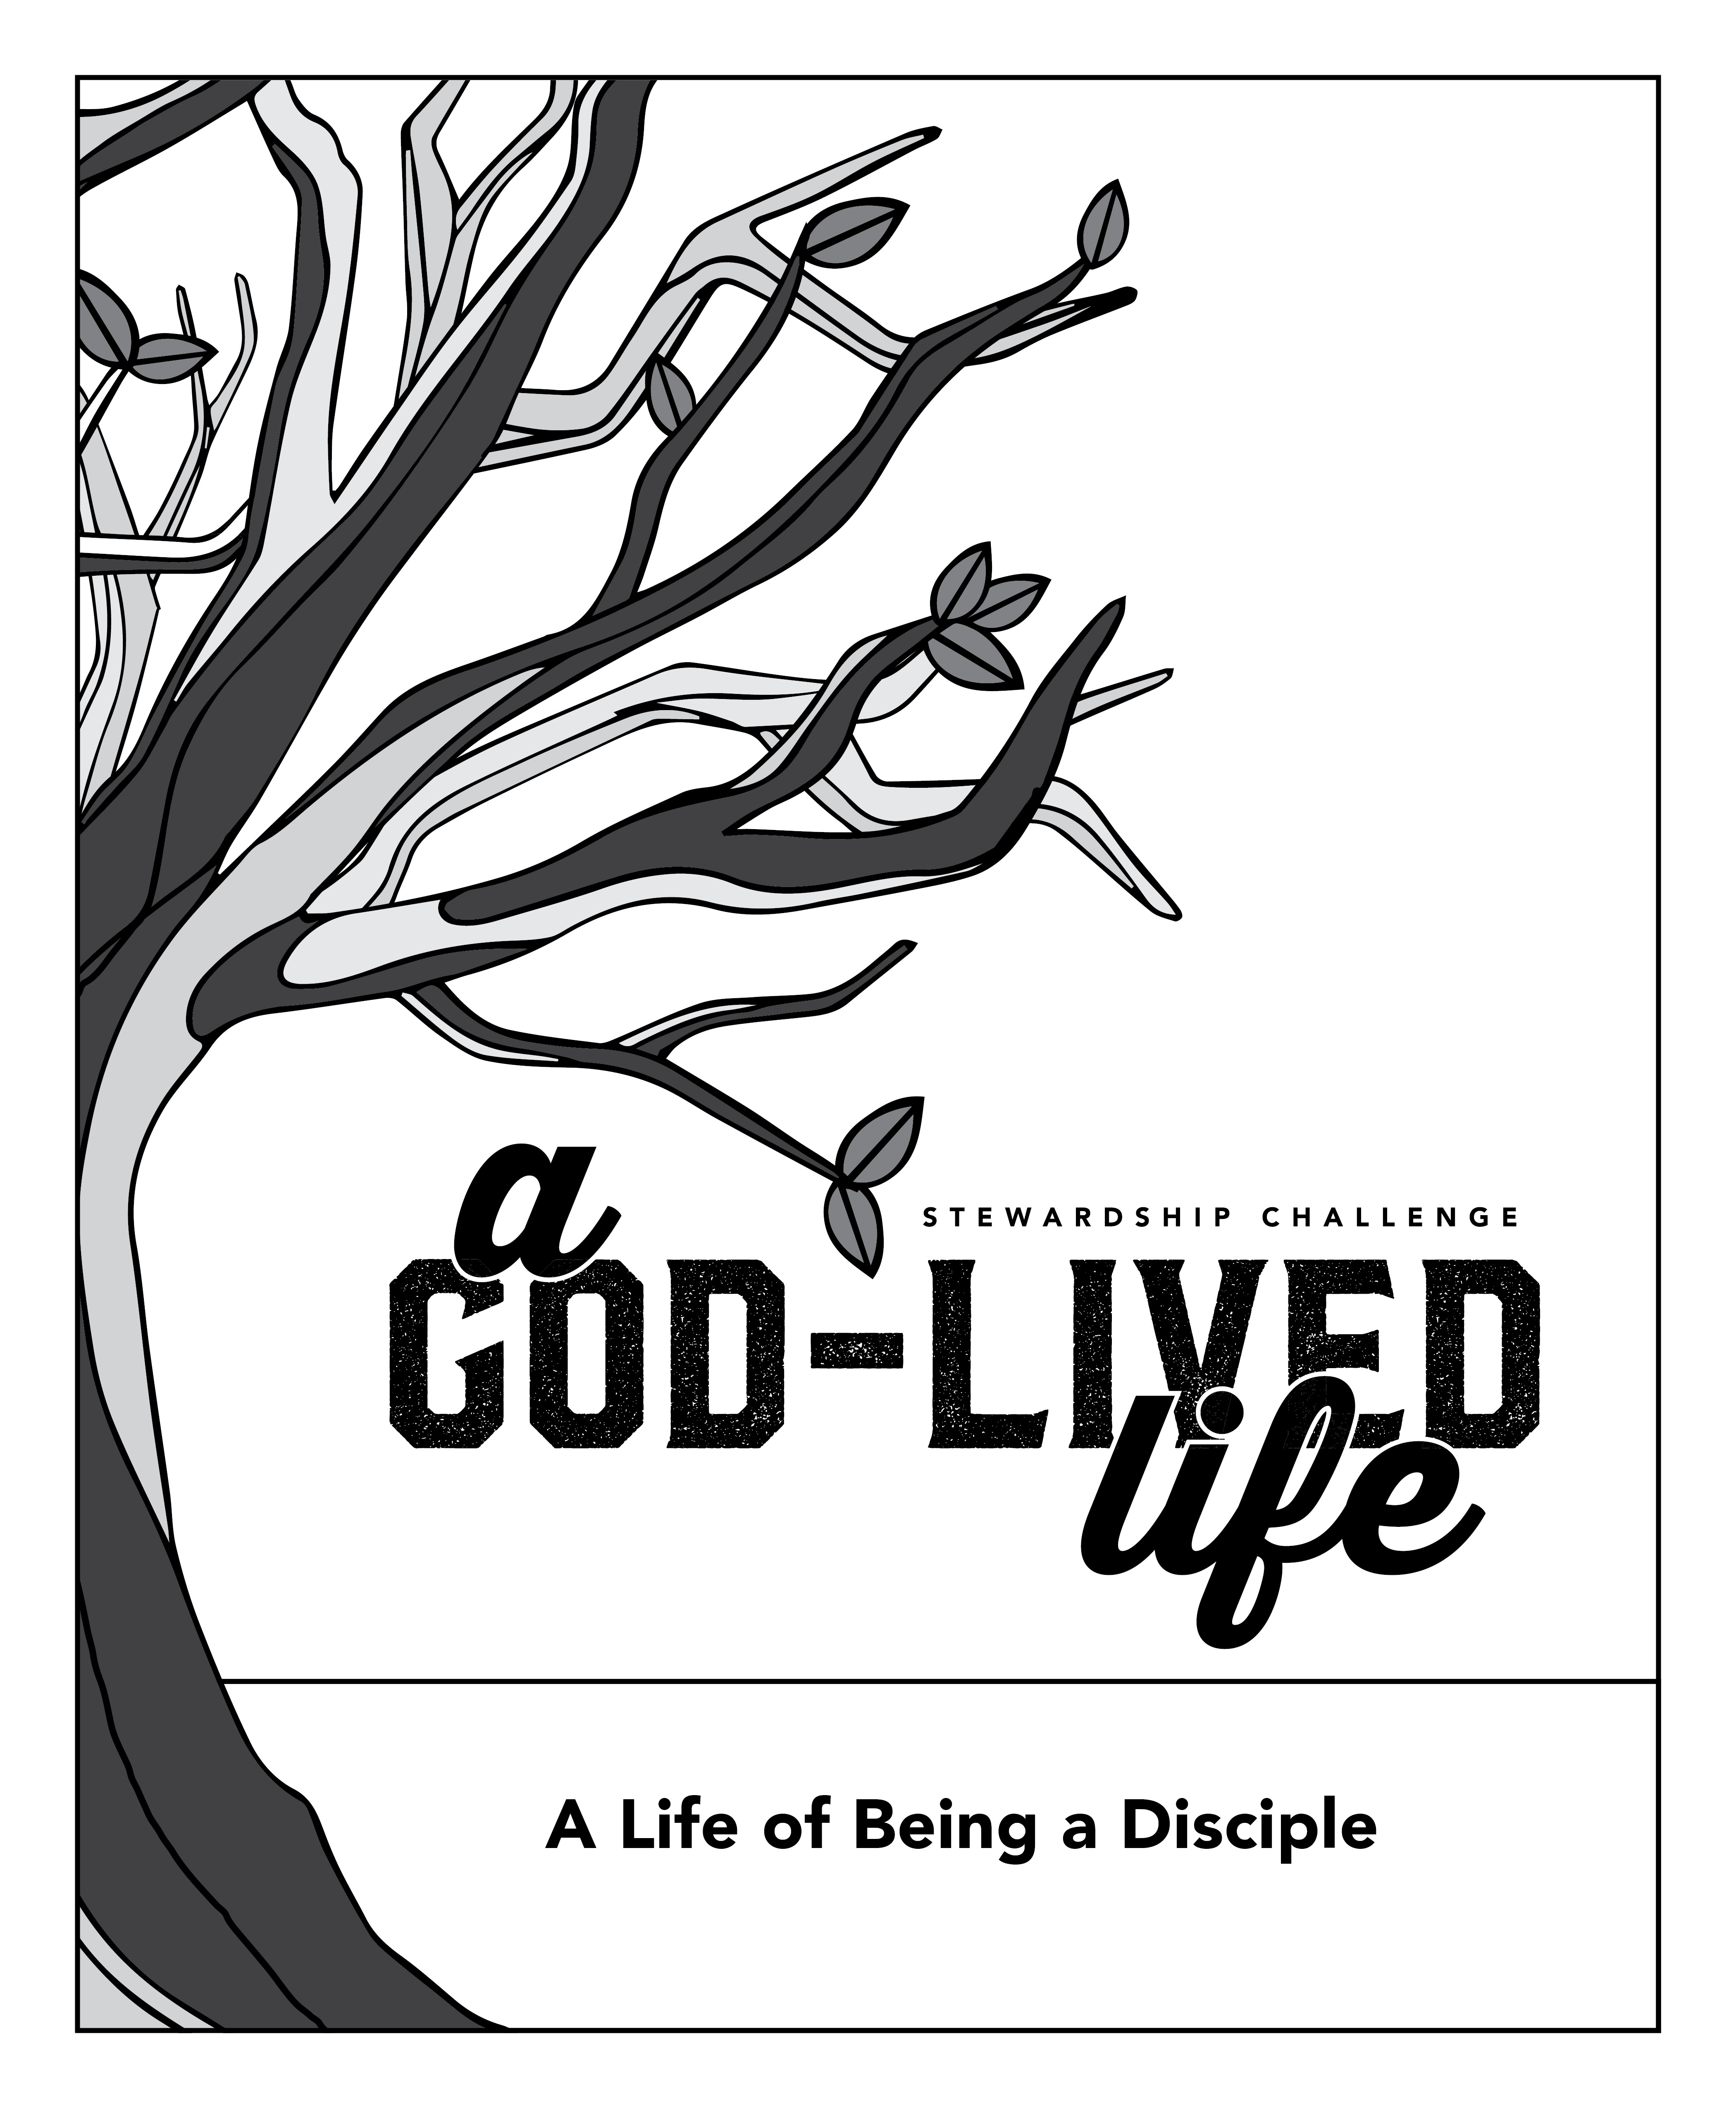 a
STEWARDSHIP CHALLENGE
GOD-LIVED
life
A Life of Being a Disciple